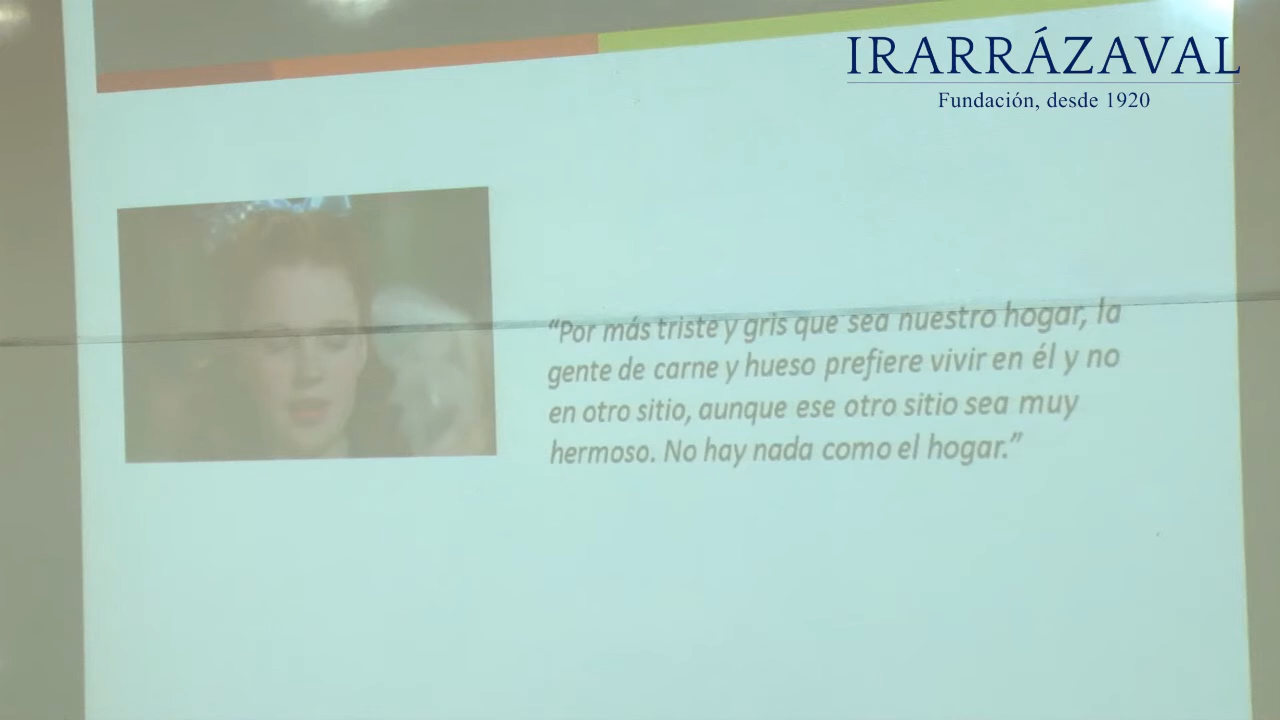 IRARRÁZAVAL
Fundación, desde 1920
“Por más triste y gris que sea nuestro hogar, la
gente de carne y hueso prefiere vivir en él y no
en otro sitio, aunque ese otro sitio sea muy
hermoso. No hay nada como el hogar.”